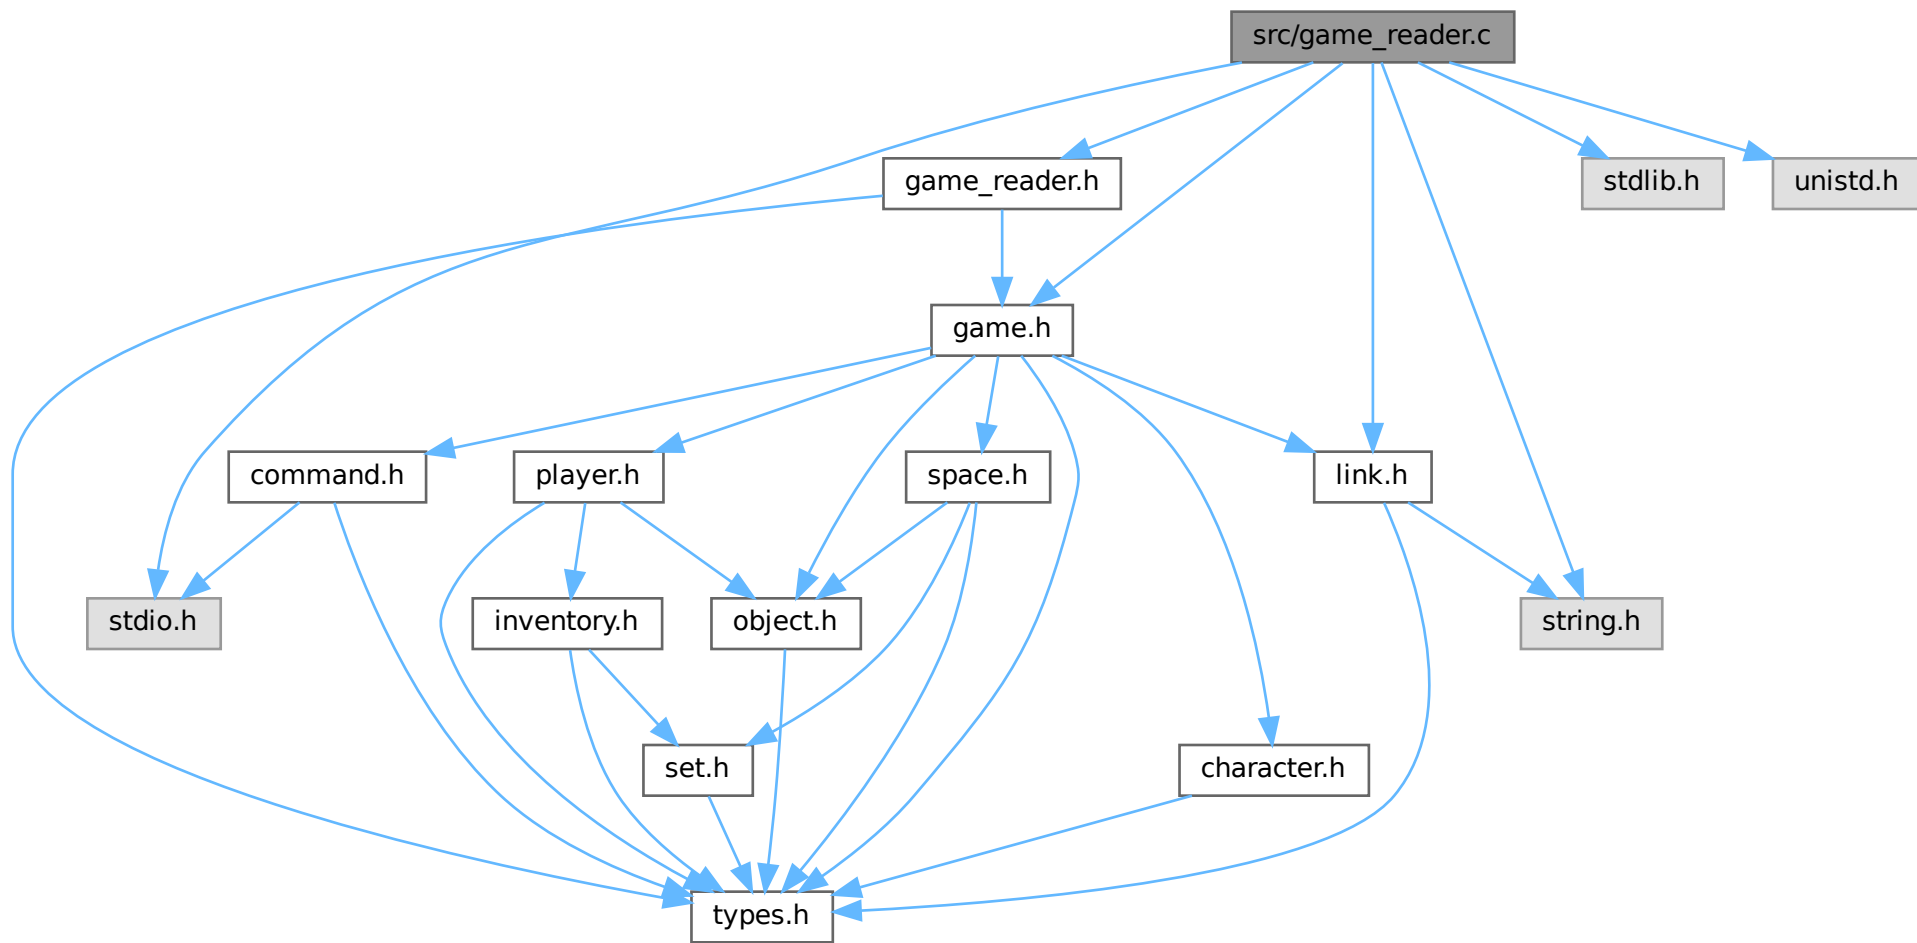 src/game_reader.c
game_reader.h
stdlib.h
unistd.h
game.h
command.h
player.h
space.h
link.h
stdio.h
inventory.h
object.h
string.h
set.h
character.h
types.h